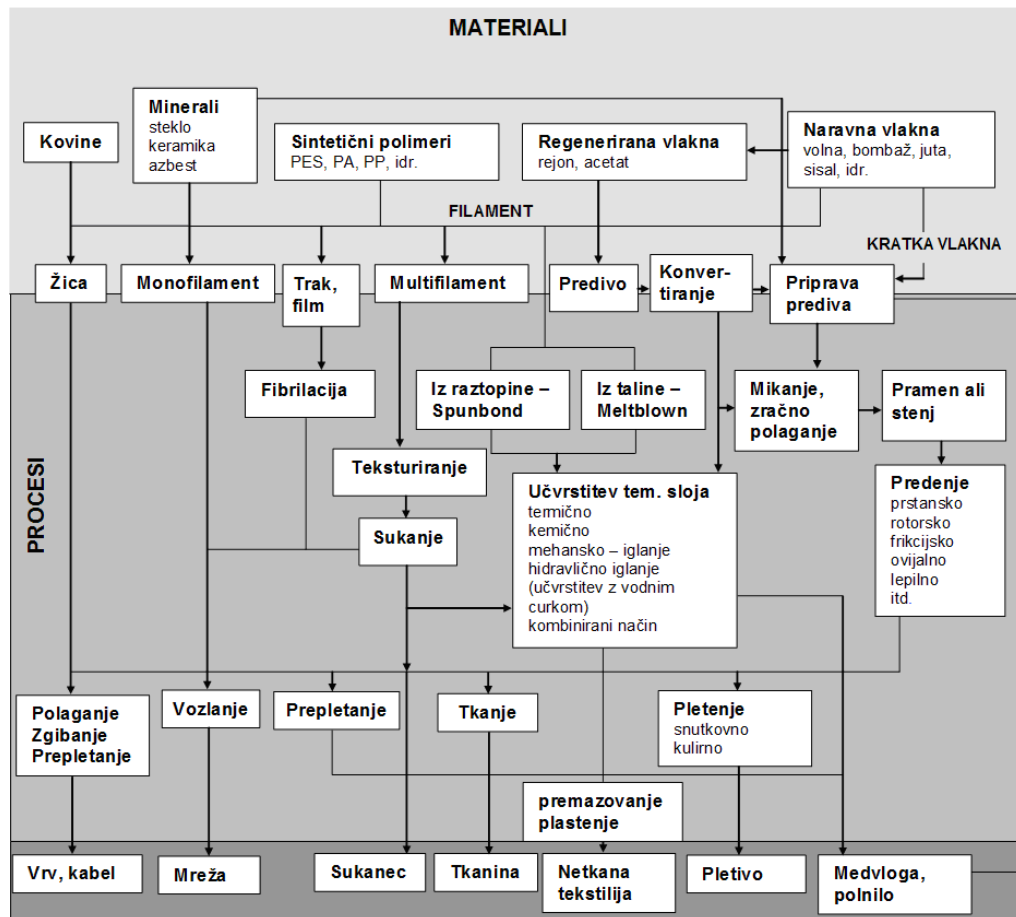 MATERIALI
Kovine
Minerali
steklo
keramika
azbest
Sintetični polimeri
PES, PA, PP, idr.
Regenerirana vlakna
rejon, acetat
Naravna vlakna
volna, bombaž, juta,
sisal, idr.
FILAMENT
KRATKA VLAKNA
Žica
Monofilament
Trak,
film
Multifilament
Predivo
Konver-
tiranje
Priprava
prediva
PROCESI
Fibrilacija
Iz raztopine –
Spunbond
Iz taline –
Meltblown
Mikanje,
zračno
polaganje
Pramen ali
stenj
Teksturiranje
Sukanje
Učvrstitev tem. sloja
termično
kemično
mehansko – iglanje
hidravlično iglanje
(učvrstitev z vodnim
curkom)
kombinirani način
Predenje
prstansko
rotorsko
frikcijsko
ovijalno
lepilno
itd.
Polaganje
Zgibanje
Prepletanje
Vozlanje
Prepletanje
Tkanje
Pletenje
snutkovno
kulirno
premazovanje
plastenje
Vrv, kabel
Mreža
Sukanec
Tkanina
Netkana
tekstilija
Pletivo
Medvloga,
polnilo